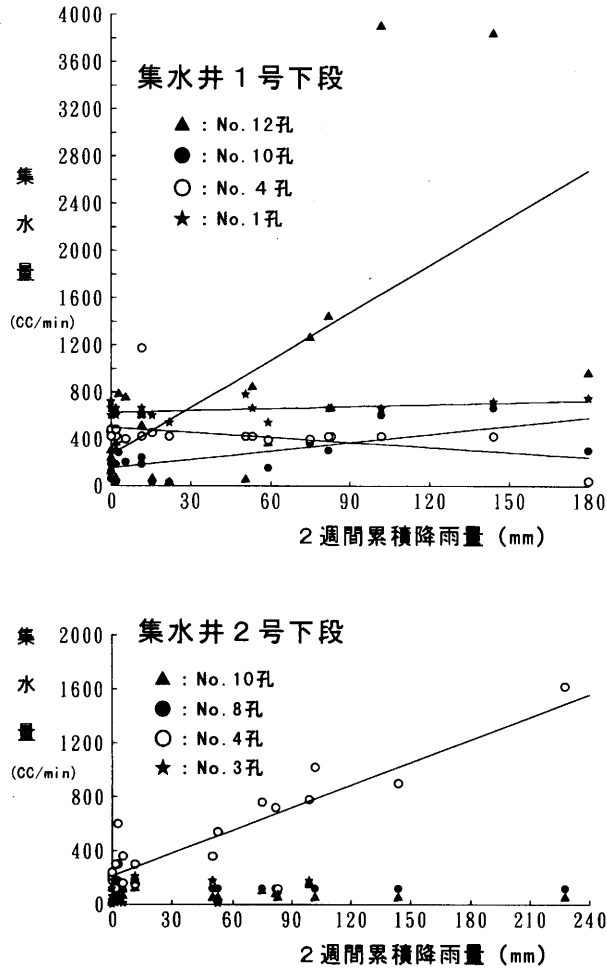 集水井1号下段
▲：No.12孔
●：No.10孔
○：No.4孔
★：No.1孔
集水量
(CC/min)
4000
3600
3200
2800
2400
2000
1600
1200
800
400
0
0 30 60 90 120 150 180
2週間累積降雨量(mm)
集水井2号下段
▲：No.10孔
●：No.8孔
○：No.4孔
★：No.3孔
集水量
(CC/min)
2000
1600
1200
800
400
0
0 30 60 90 120 150 180 210 240
2週間累積降雨量(mm)